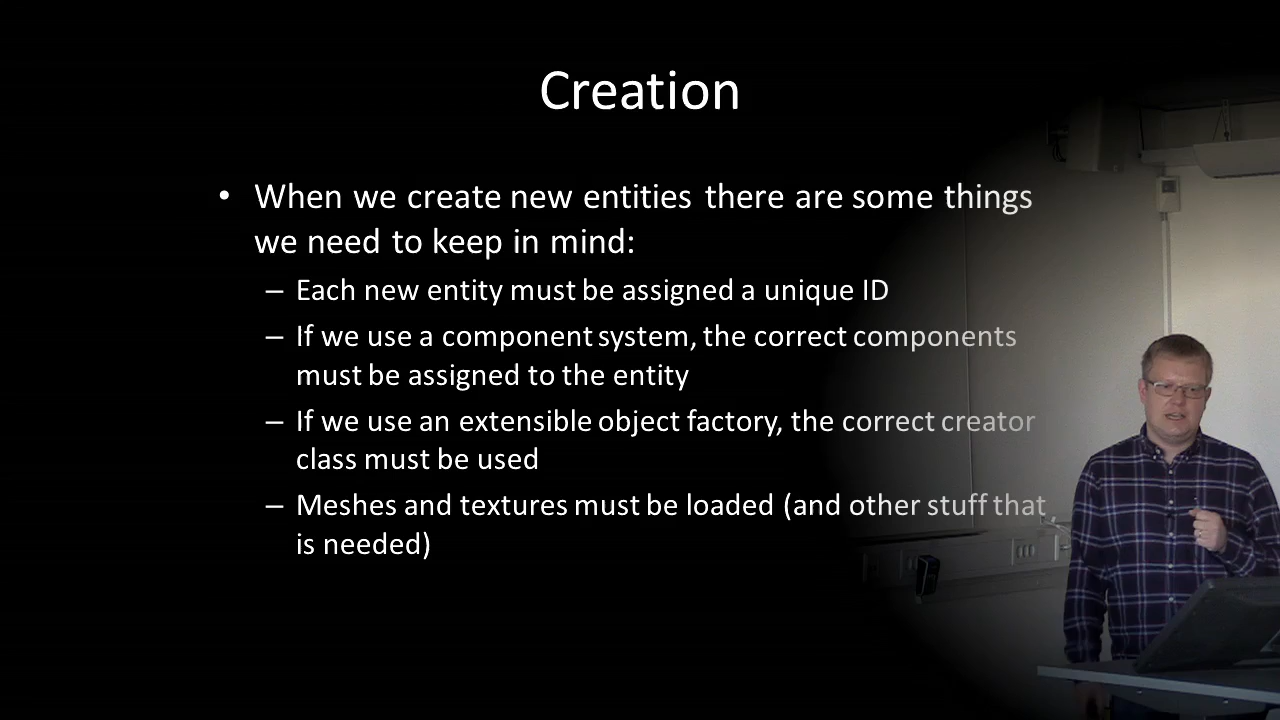 Creation
• When we create new entities there are some things
we need to keep in mind:
– Each new entity must be assigned a unique ID
– If we use a component system, the correct components
must be assigned to the entity
– If we use an extensible object factory, the correct creator
class must be used
– Meshes and textures must be loaded (and other stuff that
is needed)